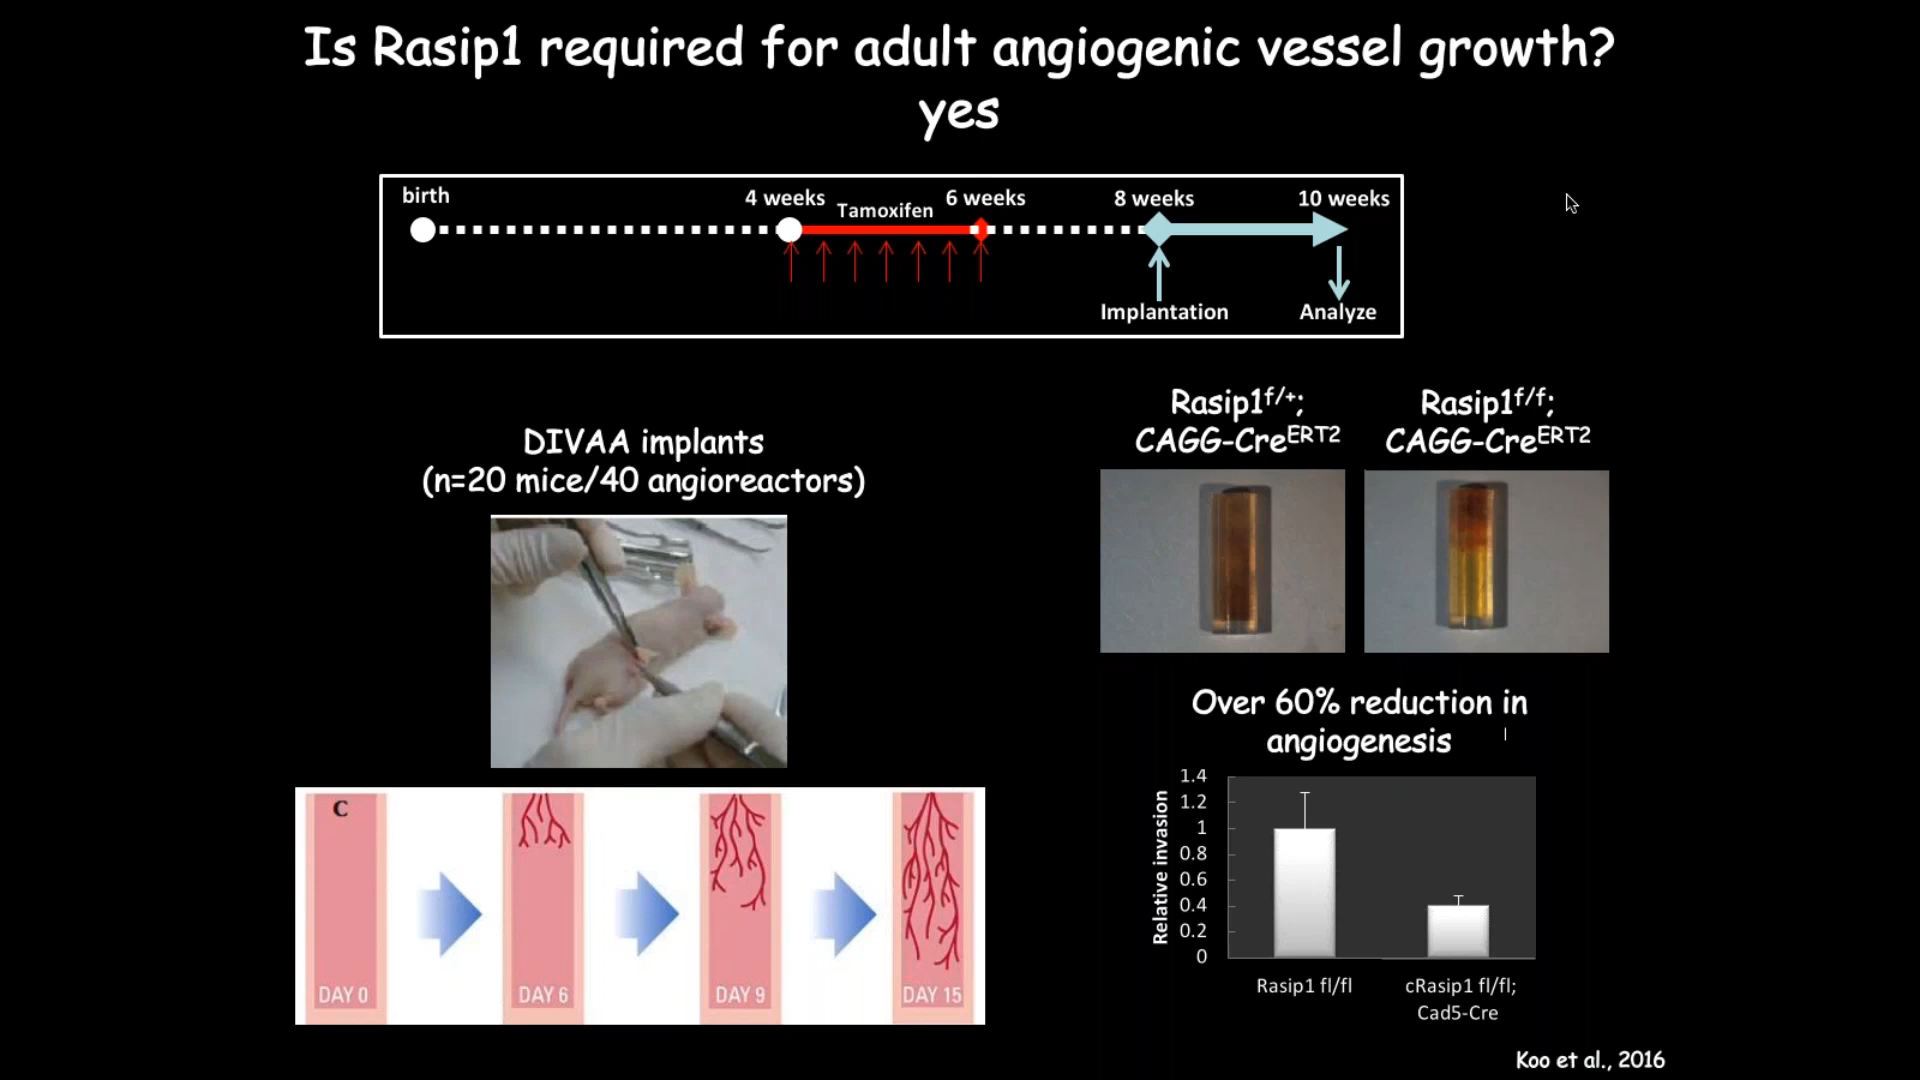 Is Rasip1 required for adult angiogenic vessel growth?
yes
birth
4 weeks
Tamoxifen
6 weeks
8 weeks
10 weeks
Implantation
Analyze
DIVAA implants
(n=20 mice/40 angioreactors)
Rasip1f/+;
CAGG-CreERT2
Rasip1f/f;
CAGG-CreERT2
C
DAY 0
DAY 6
DAY 9
DAY 15
Over 60% reduction in
angiogenesis
Relative invasion
1.4
1.2
1
0.8
0.6
0.4
0.2
0
Rasip1 fl/fl
cRasip1 fl/fl;
Cad5-Cre
Koo et al., 2016